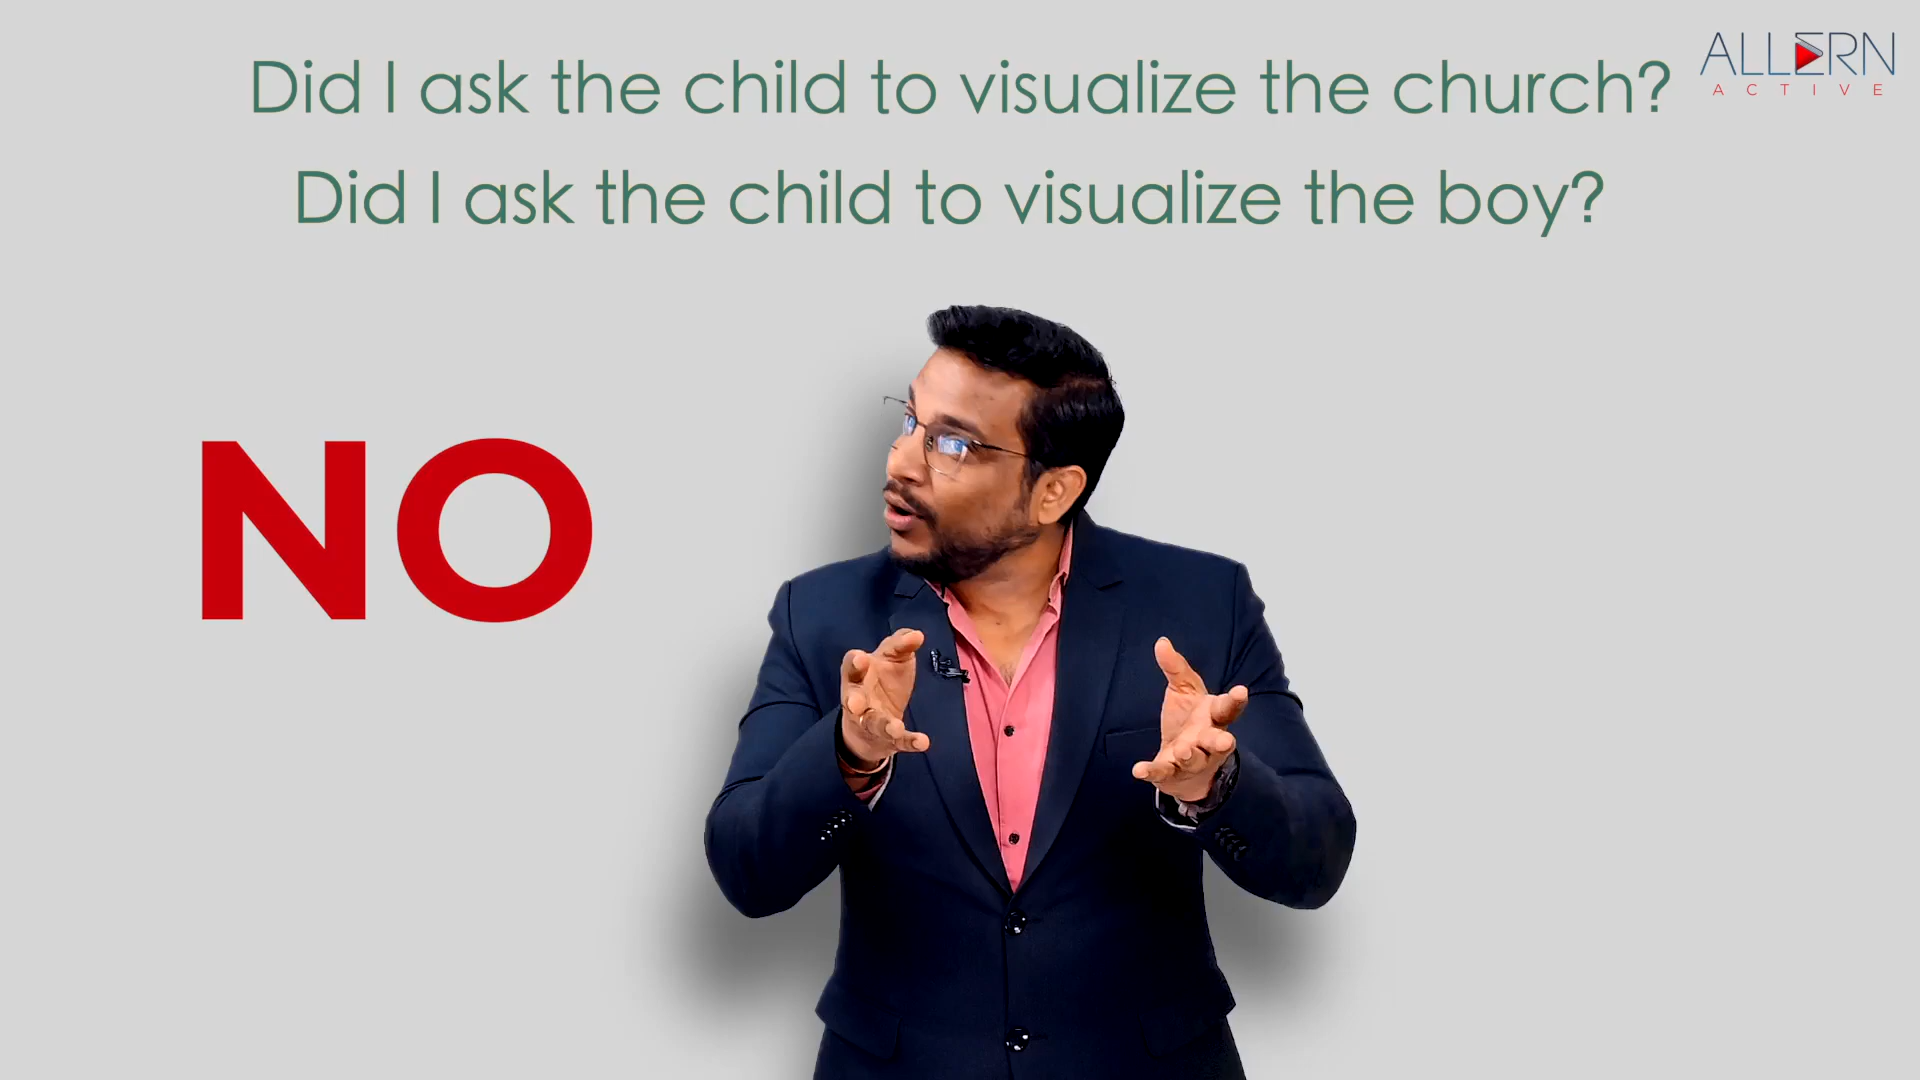 Did I ask the child to visualize the church?
Did I ask the child to visualize the boy?
ALLERN
ACTIVE
NO